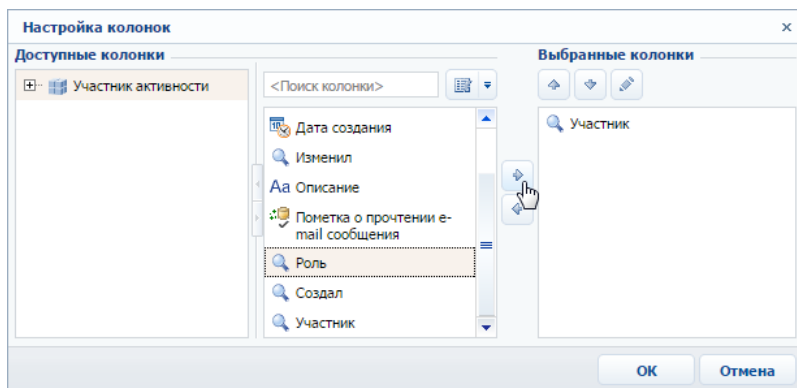 Настройка колонок
Доступные колонки
Выбранные колонки
Участник активности
<Поиск колонки>
Дата создания
Изменил
Aa Описание
Пометка о прочтении e-
mail сообщения
Роль
Создал
Участник
Участник
ОК
Отмена